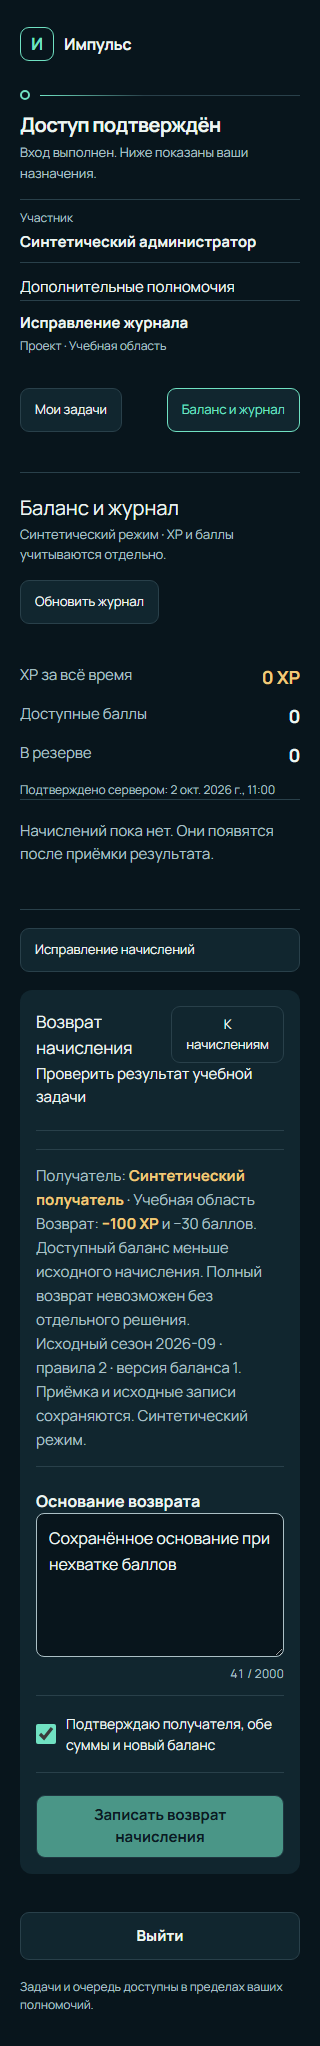 И Импульс
Доступ подтверждён
Вход выполнен. Ниже показаны ваши
назначения.
Участник
Синтетический администратор
Дополнительные полномочия
Исправление журнала
Проект · Учебная область
Мои задачи
Баланс и журнал
Баланс и журнал
Синтетический режим · XP и баллы
учитываются отдельно.
Обновить журнал
XP за всё время 0 XP
Доступные баллы 0
В резерве 0
Подтверждено сервером: 2 окт. 2026 г., 11:00
Начислений пока нет. Они появятся
после приёмки результата.
Исправление начислений
Возврат
начисления
К
начислениям
Проверить результат учебной
задачи
Получатель: Синтетический
получатель · Учебная область
Возврат: −100 XP и −30 баллов.
Доступный баланс меньше
исходного начисления. Полный
возврат невозможен без
отдельного решения.
Исходный сезон 2026-09 ·
правила 2 · версия баланса 1.
Приёмка и исходные записи
сохраняются. Синтетический
режим.
Основание возврата
Сохранённое основание при
нехватке баллов
41 / 2000
Подтверждаю получателя, обе
суммы и новый баланс
Записать возврат
начисления
Выйти
Задачи и очередь доступны в пределах ваших
полномочий.